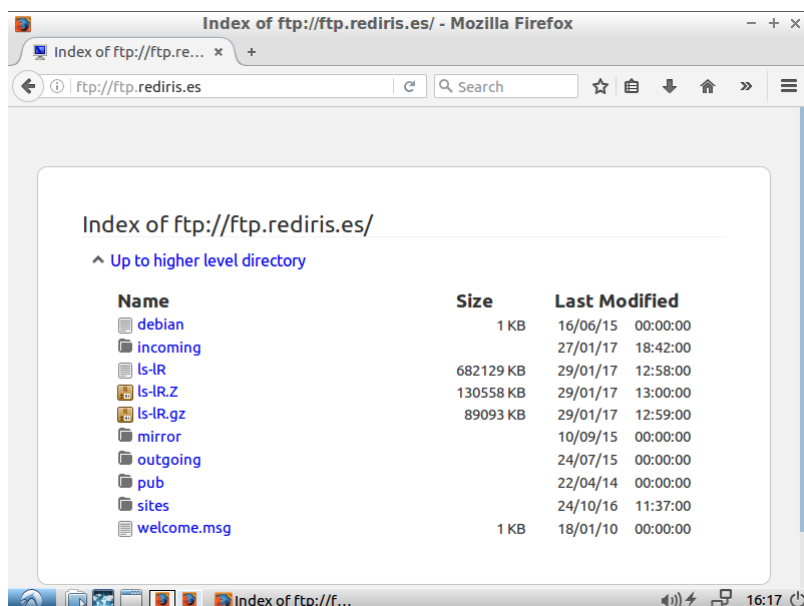 Index of ftp://ftp.rediris.es/ - Mozilla Firefox
Index of ftp://ftp.re...
ftp://ftp.rediris.es
Search
Index of ftp://ftp.rediris.es/
Up to higher level directory
Name Size Last Modified
debian 1 KB 16/06/15 00:00:00
incoming 27/01/17 18:42:00
ls-lR 682129 KB 29/01/17 12:58:00
ls-lR.Z 130558 KB 29/01/17 13:00:00
ls-lR.gz 89093 KB 29/01/17 12:59:00
mirror 10/09/15 00:00:00
outgoing 24/07/15 00:00:00
pub 22/04/14 00:00:00
sites 24/10/16 11:37:00
welcome.msg 1 KB 18/01/10 00:00:00
Index of ftp://f... 16:17